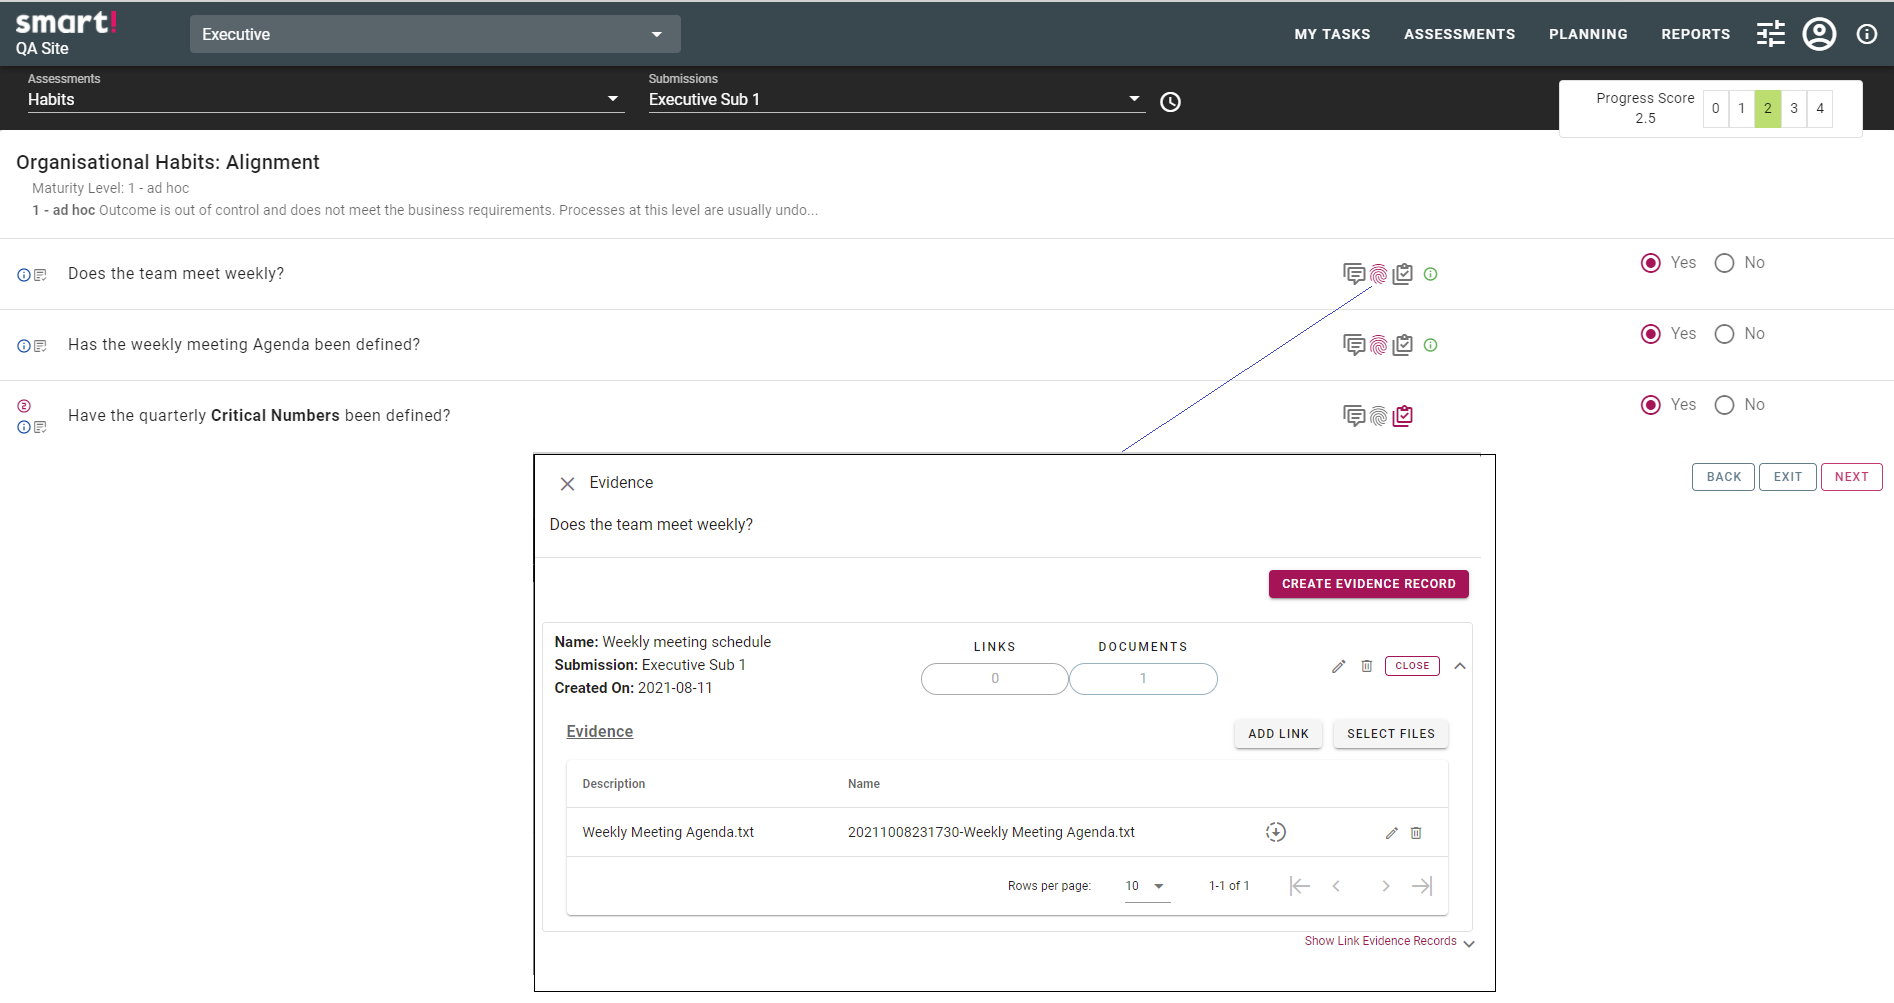 smart!
QA Site
Executive
MY TASKS
ASSESSMENTS
PLANNING
REPORTS
Assessments
Habits
Submissions
Executive Sub 1
Progress Score
2.5
0 1 2 3 4
Organisational Habits: Alignment
Maturity Level: 1 - ad hoc
1 - ad hoc Outcome is out of control and does not meet the business requirements. Processes at this level are usually undo...
Does the team meet weekly?
Yes No
Has the weekly meeting Agenda been defined?
Yes No
2
Have the quarterly Critical Numbers been defined?
Yes No
BACK
EXIT
NEXT
Evidence
Does the team meet weekly?
CREATE EVIDENCE RECORD
Name: Weekly meeting schedule
Submission: Executive Sub 1
Created On: 2021-08-11
LINKS
0
DOCUMENTS
1
CLOSE
Evidence
ADD LINK
SELECT FILES
Description Name
Weekly Meeting Agenda.txt 20211008231730-Weekly Meeting Agenda.txt
Rows per page: 10 1-1 of 1
Show Link Evidence Records